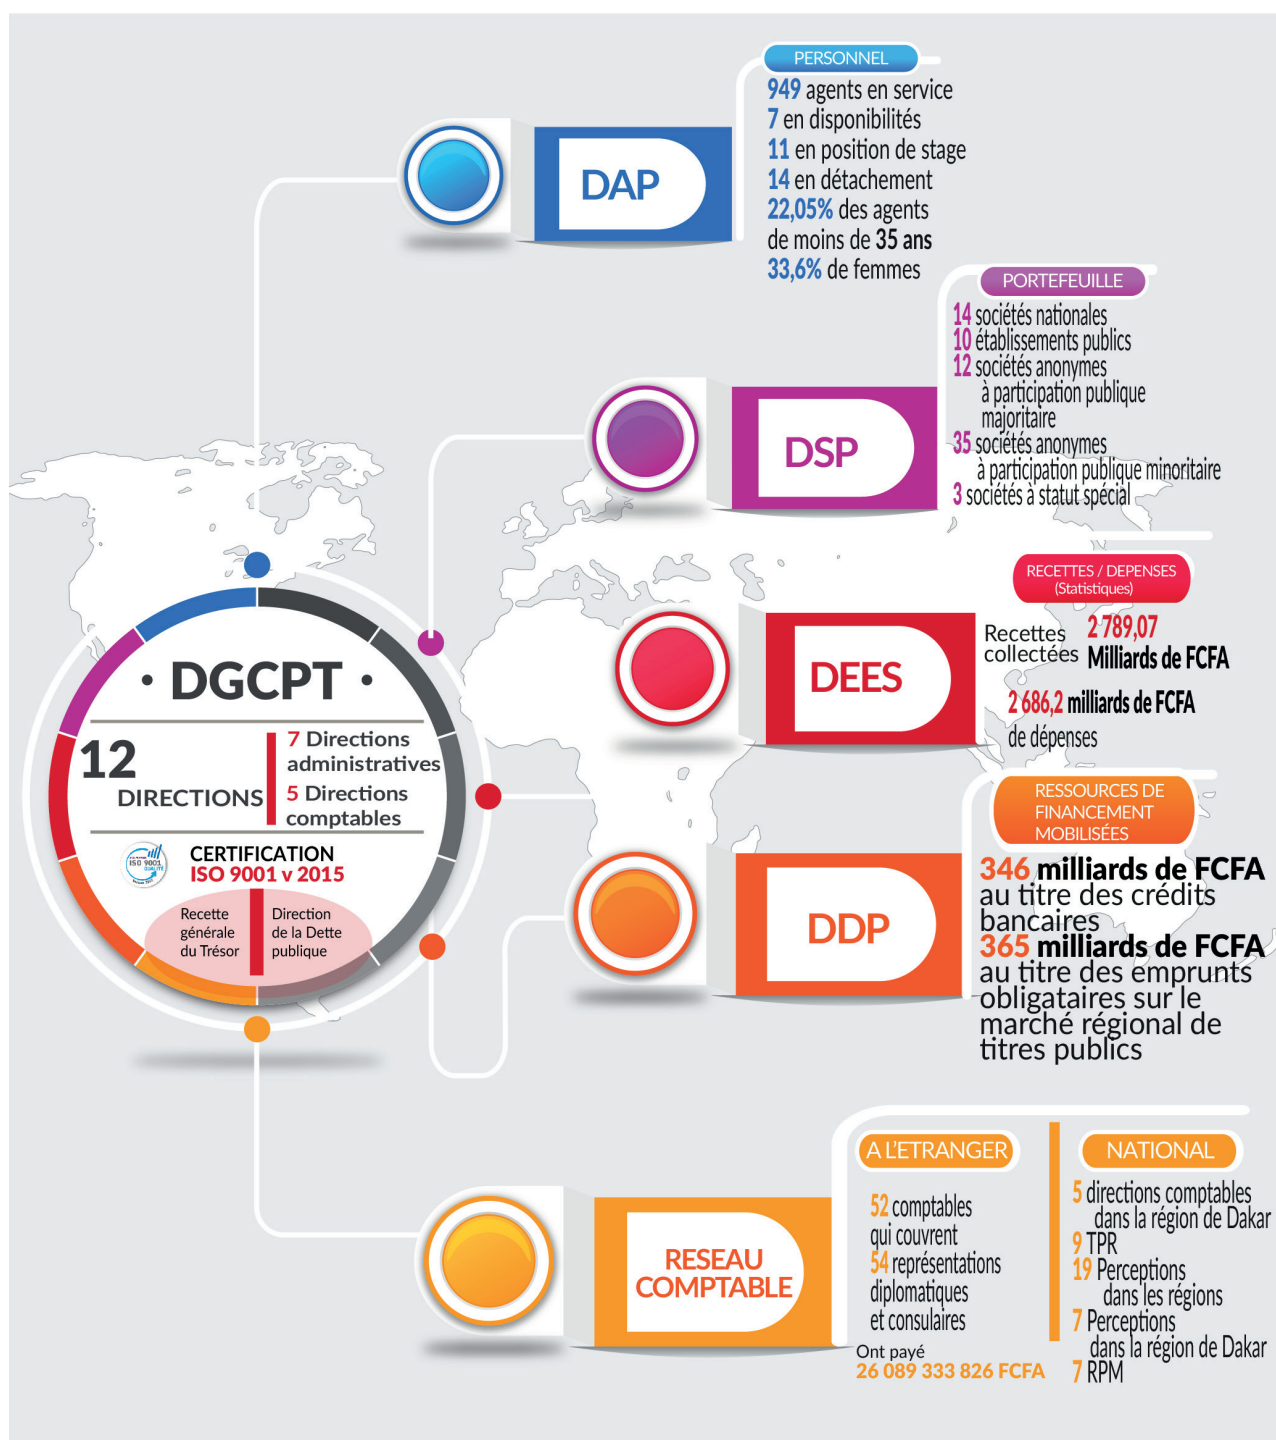 PERSONNEL
949 agents en service
7 en disponibilités
11 en position de stage
14 en détachement
22,05% des agents
de moins de 35 ans
33,6% de femmes
DAP
PORTEFEUILLE
14 sociétés nationales
10 établissements publics
12 sociétés anonymes
à participation publique
majoritaire
35 sociétés anonymes
à participation publique minoritaire
3 sociétés à statut spécial
DSP
RECETTES / DEPENSES
(Statistiques)
Recettes
collectées
2 789,07
Milliards de FCFA
2 686,2 milliards de FCFA
de dépenses
DEES
RESSOURCES DE
FINANCEMENT
MOBILISÉES
346 milliards de FCFA
au titre des crédits
bancaires
365 milliards de FCFA
au titre des emprunts
obligataires sur le
marché régional de
titres publics
DDP
• DGCPT •
12
DIRECTIONS
7 Directions
administratives
5 Directions
comptables
ISO 9001
QUALITÉ
CERTIFICATION
ISO 9001 v 2015
Recette
générale
du Trésor
Direction
de la Dette
publique
RESEAU
COMPTABLE
A L'ETRANGER
52 comptables
qui couvrent
54 représentations
diplomatiques
et consulaires
Ont payé
26 089 333 826 FCFA
NATIONAL
5 directions comptables
dans la région de Dakar
9 TPR
19 Perceptions
dans les régions
7 Perceptions
dans la région de Dakar
7 RPM